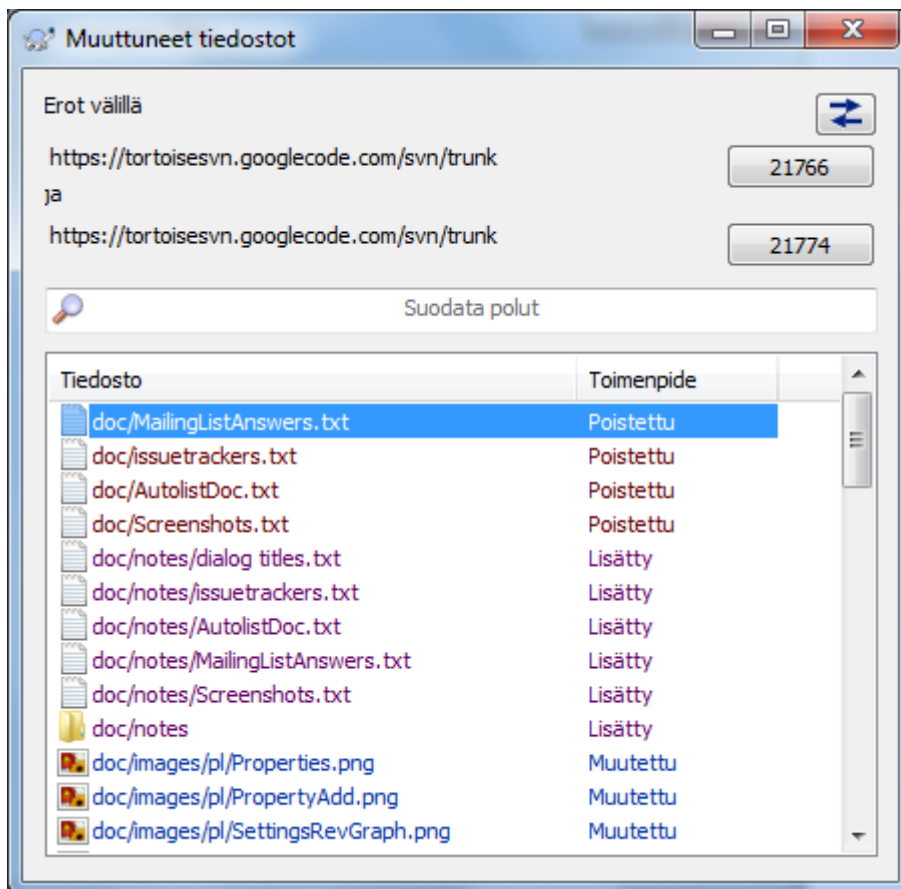 Muuttuneet tiedostot
Erot välillä
https://tortoisesvn.googlecode.com/svn/trunk 21766
ja
https://tortoisesvn.googlecode.com/svn/trunk 21774
Suodata polut
Tiedosto Toimenpide
doc/MailingListAnswers.txt Poistettu
doc/issuetrackers.txt Poistettu
doc/AutolistDoc.txt Poistettu
doc/Screenshots.txt Poistettu
doc/notes/dialog titles.txt Lisätty
doc/notes/issuetrackers.txt Lisätty
doc/notes/AutolistDoc.txt Lisätty
doc/notes/MailingListAnswers.txt Lisätty
doc/notes/Screenshots.txt Lisätty
doc/notes Lisätty
doc/images/pl/Properties.png Muutettu
doc/images/pl/PropertyAdd.png Muutettu
doc/images/pl/SettingsRevGraph.png Muutettu